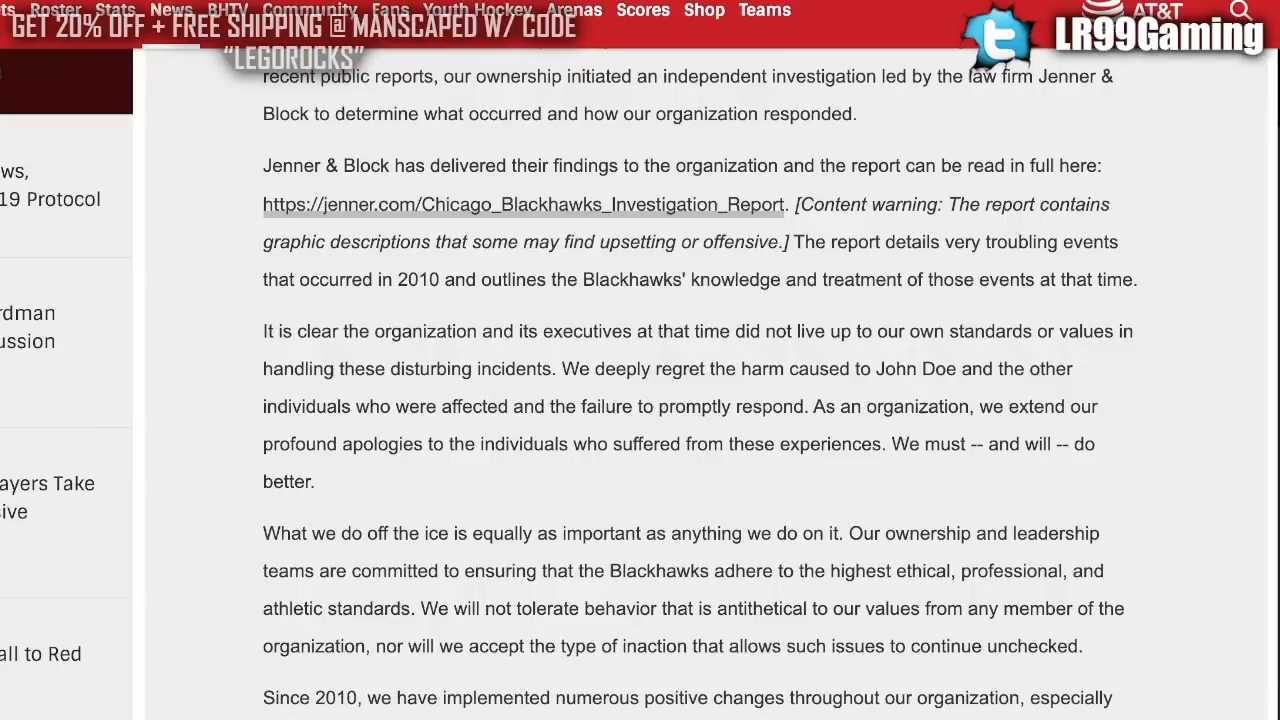 ts Roster Stats News BHTV Community Fans Youth Hockey Arenas Scores Shop Teams AT&T
GET 20% OFF + FREE SHIPPING @ MANSCAPED W/ CODE
"LEGOROCKS"
LR99Gaming
recent public reports, our ownership initiated an independent investigation led by the law firm Jenner &
Block to determine what occurred and how our organization responded.
ws,
19 Protocol
Jenner & Block has delivered their findings to the organization and the report can be read in full here:
https://jenner.com/Chicago_Blackhawks_Investigation_Report. [Content warning: The report contains
graphic descriptions that some may find upsetting or offensive.] The report details very troubling events
that occurred in 2010 and outlines the Blackhawks' knowledge and treatment of those events at that time.
rdman
ussion
It is clear the organization and its executives at that time did not live up to our own standards or values in
handling these disturbing incidents. We deeply regret the harm caused to John Doe and the other
individuals who were affected and the failure to promptly respond. As an organization, we extend our
profound apologies to the individuals who suffered from these experiences. We must -- and will -- do
better.
ayers Take
sive
What we do off the ice is equally as important as anything we do on it. Our ownership and leadership
teams are committed to ensuring that the Blackhawks adhere to the highest ethical, professional, and
athletic standards. We will not tolerate behavior that is antithetical to our values from any member of the
organization, nor will we accept the type of inaction that allows such issues to continue unchecked.
all to Red
Since 2010, we have implemented numerous positive changes throughout our organization, especially